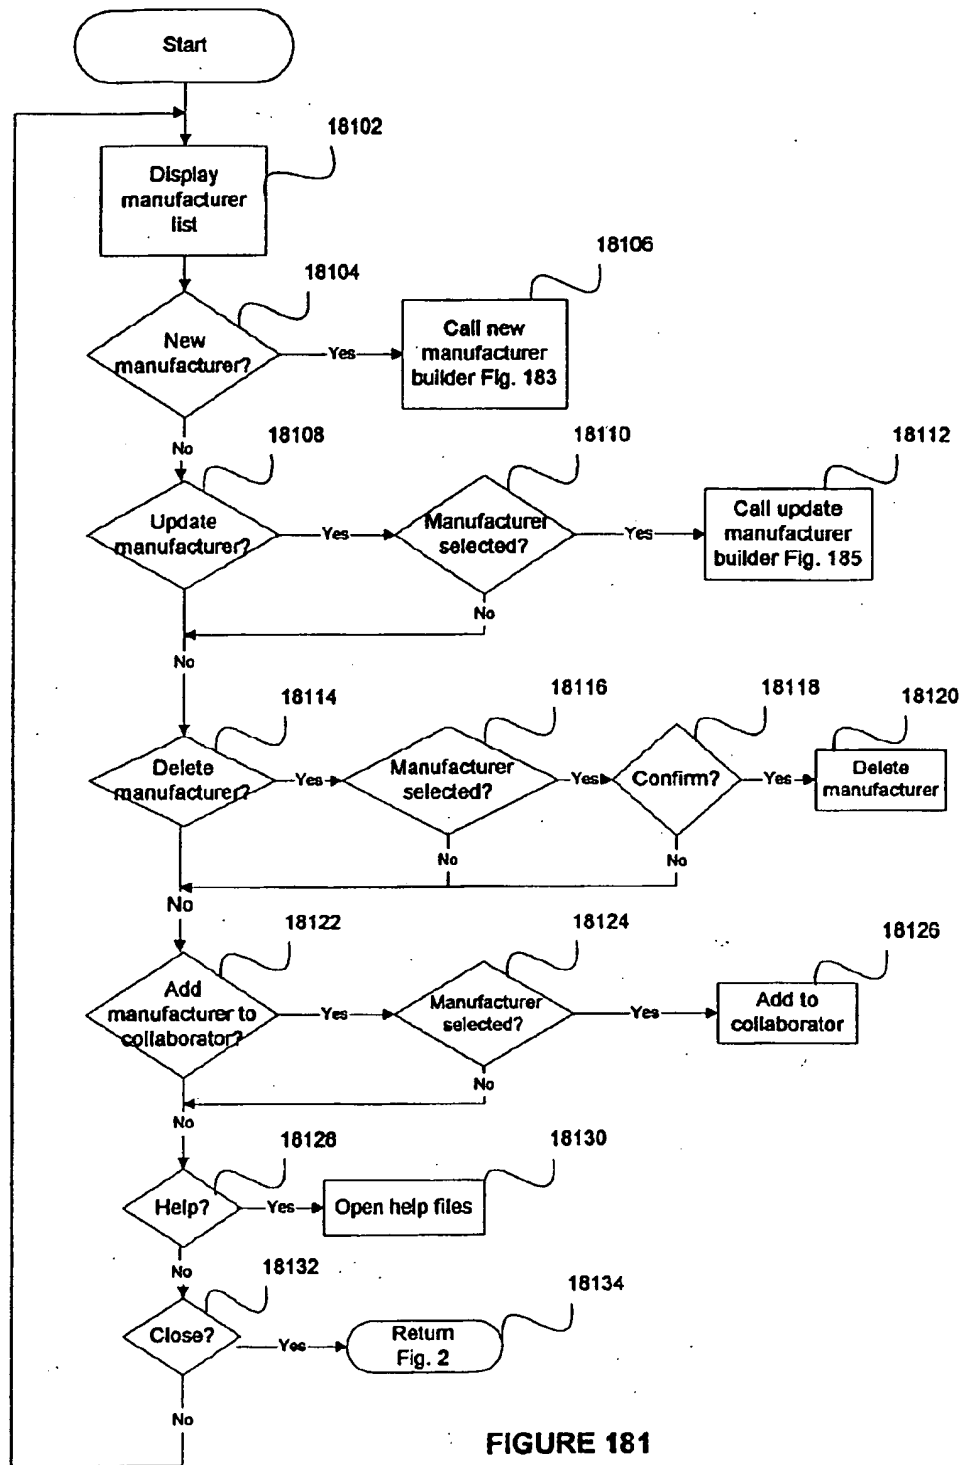 Start
18102
Display
manufacturer
list
18104
New
manufacturer?
Yes
18106
Call new
manufacturer
builder Fig. 183
No
18108
Update
manufacturer?
Yes
18110
Manufacturer
selected?
Yes
18112
Call update
manufacturer
builder Fig. 185
No
No
18114
Delete
manufacturer?
Yes
18116
Manufacturer
selected?
Yes
18118
Confirm?
Yes
18120
Delete
manufacturer
No
No
No
18122
Add
manufacturer to
collaborator?
Yes
18124
Manufacturer
selected?
Yes
18126
Add to
collaborator
No
No
18128
Help?
Yes
18130
Open help files
No
18132
Close?
Yes
18134
Return
Fig. 2
No
FIGURE 181